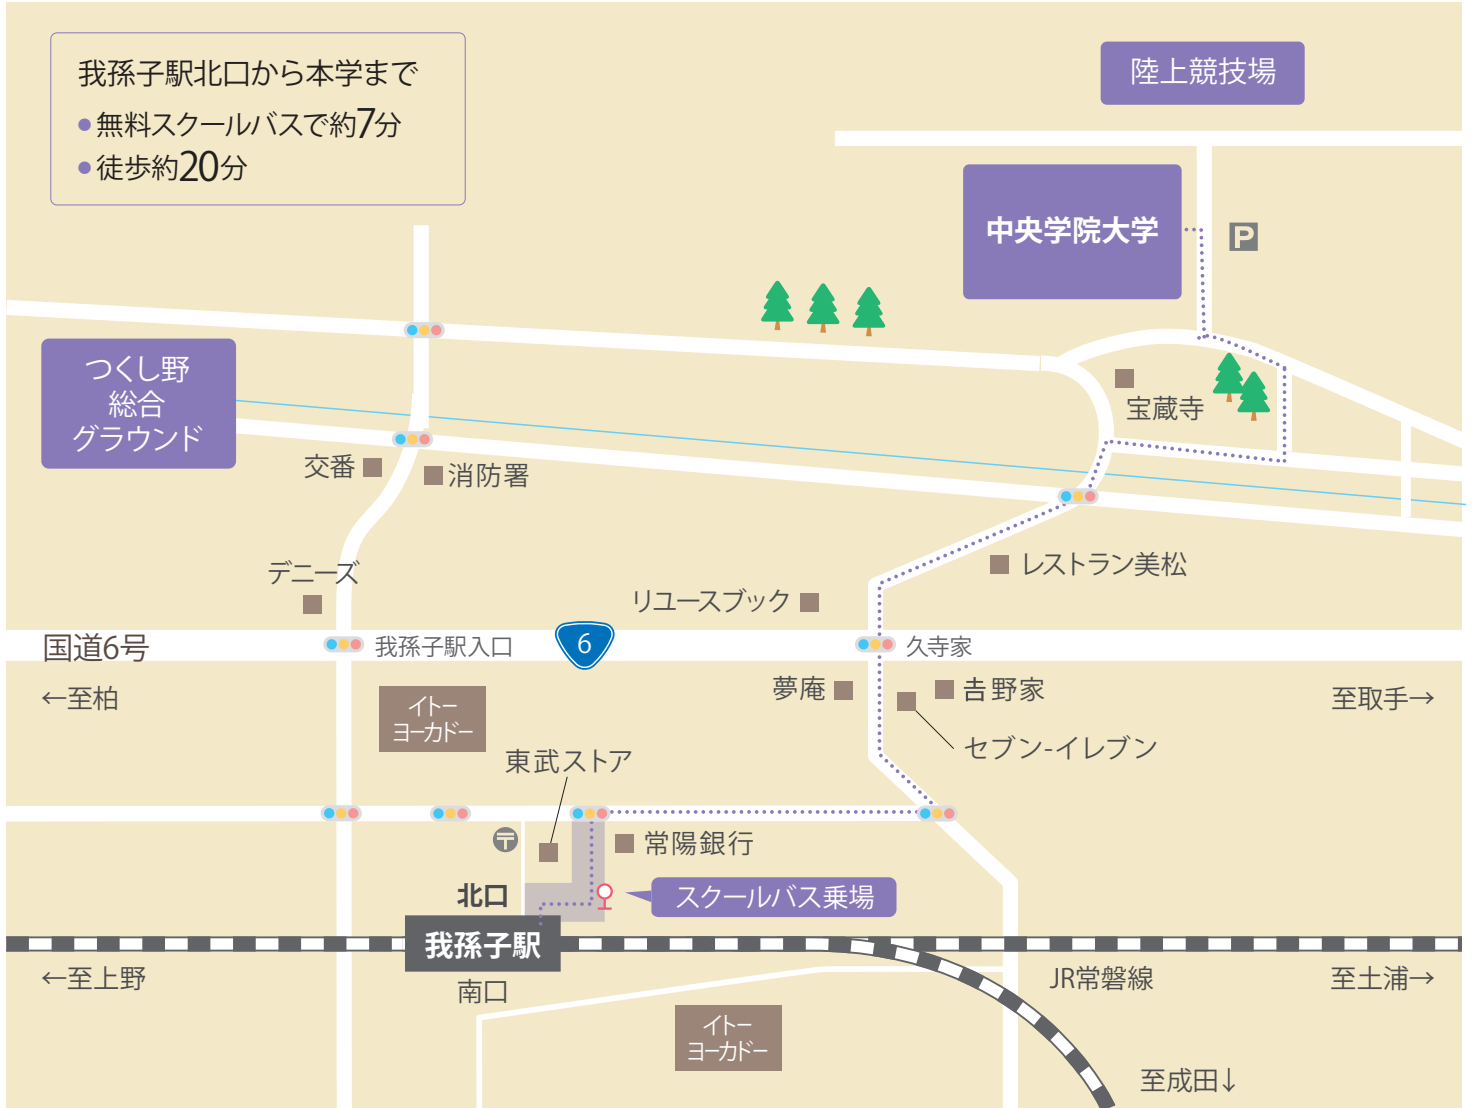 我孫子駅北口から本学まで
●無料スクールバスで約7分
●徒歩約20分
陸上競技場
中央学院大学
P
つくし野
総合
グラウンド
宝蔵寺
交番
消防署
レストラン美松
デニーズ
リユースブック
国道6号
我孫子駅入口
6
久寺家
←至柏
イトー
ヨーカドー
夢庵
𠮷野家
至取手→
セブン-イレブン
東武ストア
〒
常陽銀行
北口
スクールバス乗場
我孫子駅
←至上野
南口
JR常磐線
至土浦→
イトー
ヨーカドー
至成田↓